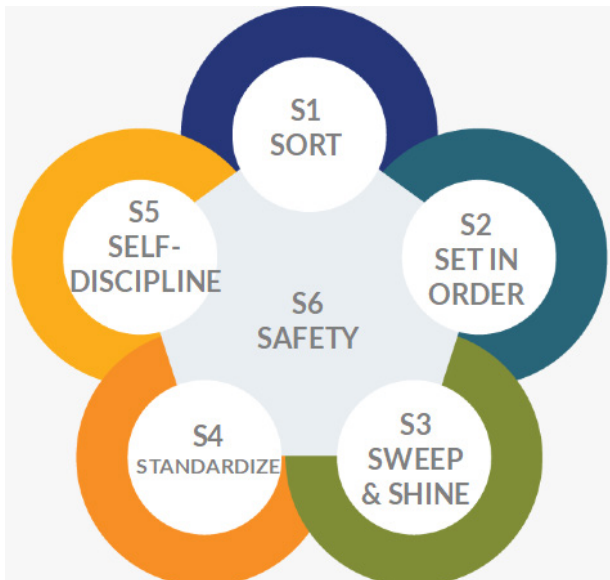 S1
SORT
S2
SET IN
ORDER
S3
SWEEP
& SHINE
S4
STANDARDIZE
S5
SELF-
DISCIPLINE
S6
SAFETY